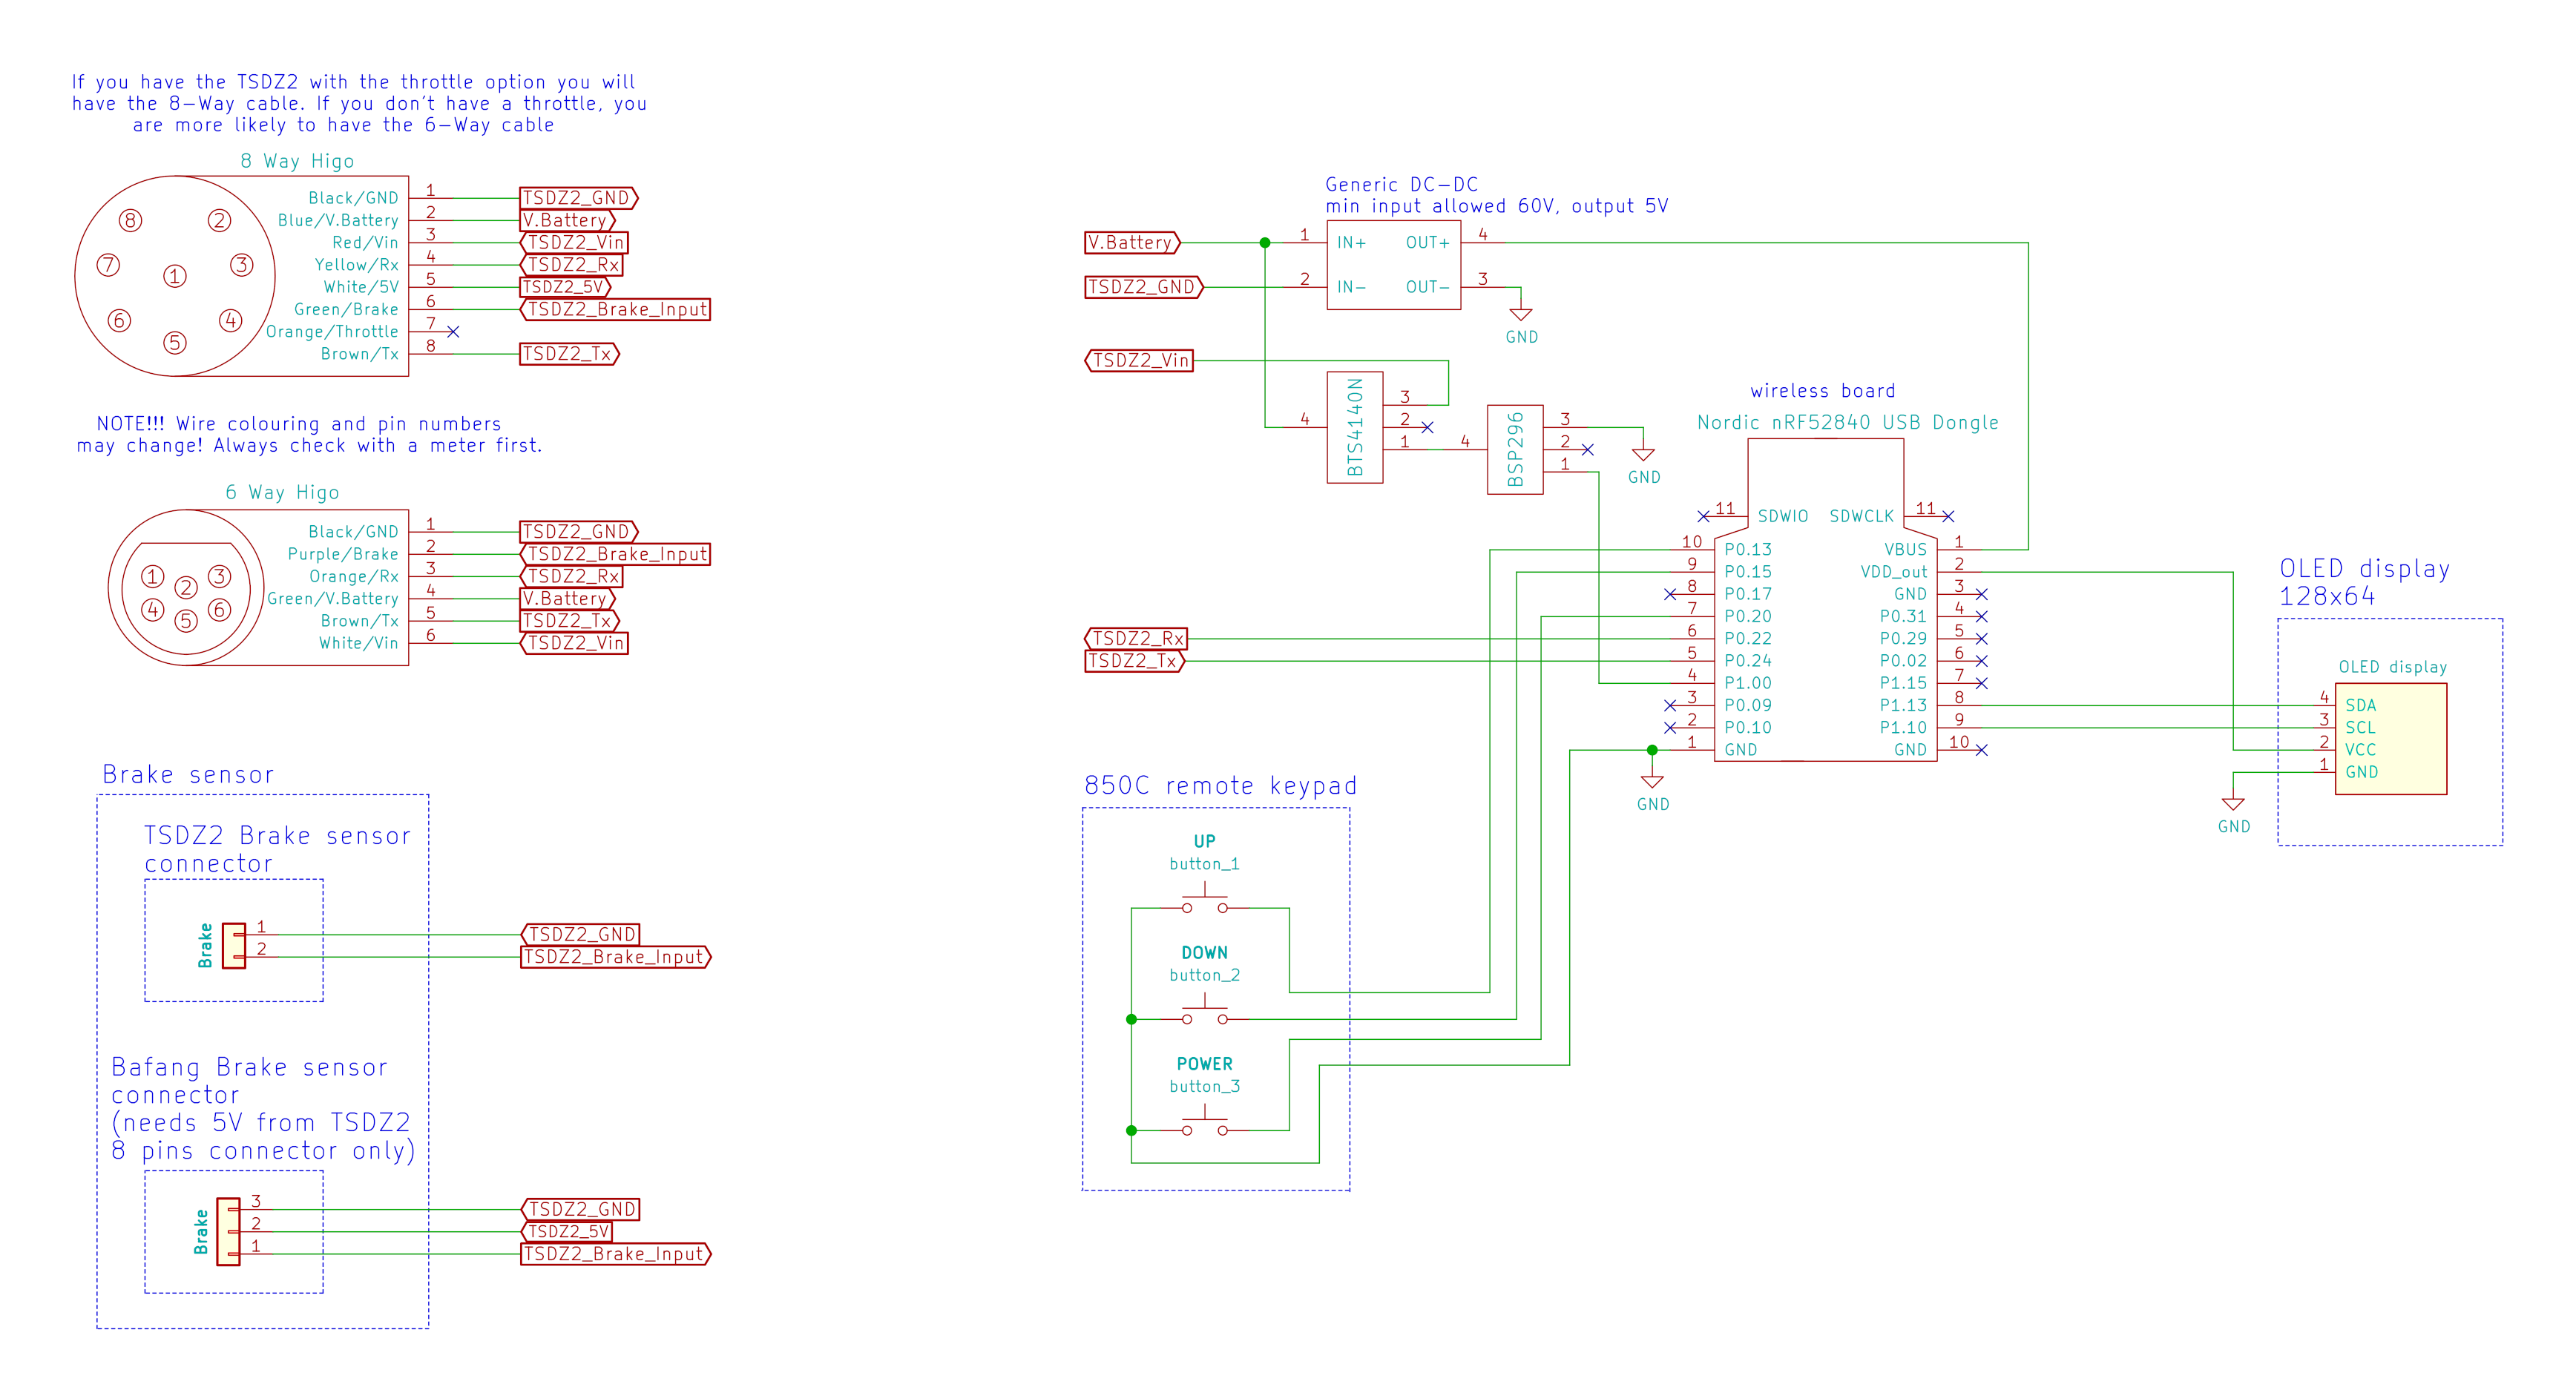 If you have the TSDZ2 with the throttle option you will
have the 8-Way cable. If you don't have a throttle, you
are more likely to have the 6-Way cable
8 Way Higo
Black/GND 1 TSDZ2_GND
Blue/V.Battery 2 V.Battery
Red/Vin 3 TSDZ2_Vin
Yellow/Rx 4 TSDZ2_Rx
White/5V 5 TSDZ2_5V
Green/Brake 6 TSDZ2_Brake_Input
Orange/Throttle 7
Brown/Tx 8 TSDZ2_Tx
8 2
7 3
1
6 4
5
NOTE!!! Wire colouring and pin numbers
may change! Always check with a meter first.
6 Way Higo
Black/GND 1 TSDZ2_GND
Purple/Brake 2 TSDZ2_Brake_Input
Orange/Rx 3 TSDZ2_Rx
Green/V.Battery 4 V.Battery
Brown/Tx 5 TSDZ2_Tx
White/Vin 6 TSDZ2_Vin
1 2 3
4 5 6
Brake sensor
TSDZ2 Brake sensor
connector
Brake
1 TSDZ2_GND
2 TSDZ2_Brake_Input
Bafang Brake sensor
connector
(needs 5V from TSDZ2
8 pins connector only)
Brake
3 TSDZ2_GND
2 TSDZ2_5V
1 TSDZ2_Brake_Input
Generic DC-DC
min input allowed 60V, output 5V
V.Battery 1 IN+ OUT+ 4
TSDZ2_GND 2 IN- OUT- 3
GND
TSDZ2_Vin
BTS4140N
4
3
2
1
BSP296
4
3
2
1
GND
wireless board
Nordic nRF52840 USB Dongle
11 SDWIO SDWCLK 11
10 P0.13 VBUS 1
9 P0.15 VDD_out 2
8 P0.17 GND 3
7 P0.20 P0.31 4
6 P0.22 P0.29 5
5 P0.24 P0.02 6
4 P1.00 P1.15 7
3 P0.09 P1.13 8
2 P0.10 P1.10 9
1 GND GND 10
GND
TSDZ2_Rx
TSDZ2_Tx
850C remote keypad
UP
button_1
DOWN
button_2
POWER
button_3
OLED display
128x64
OLED display
4 SDA
3 SCL
2 VCC
1 GND
GND